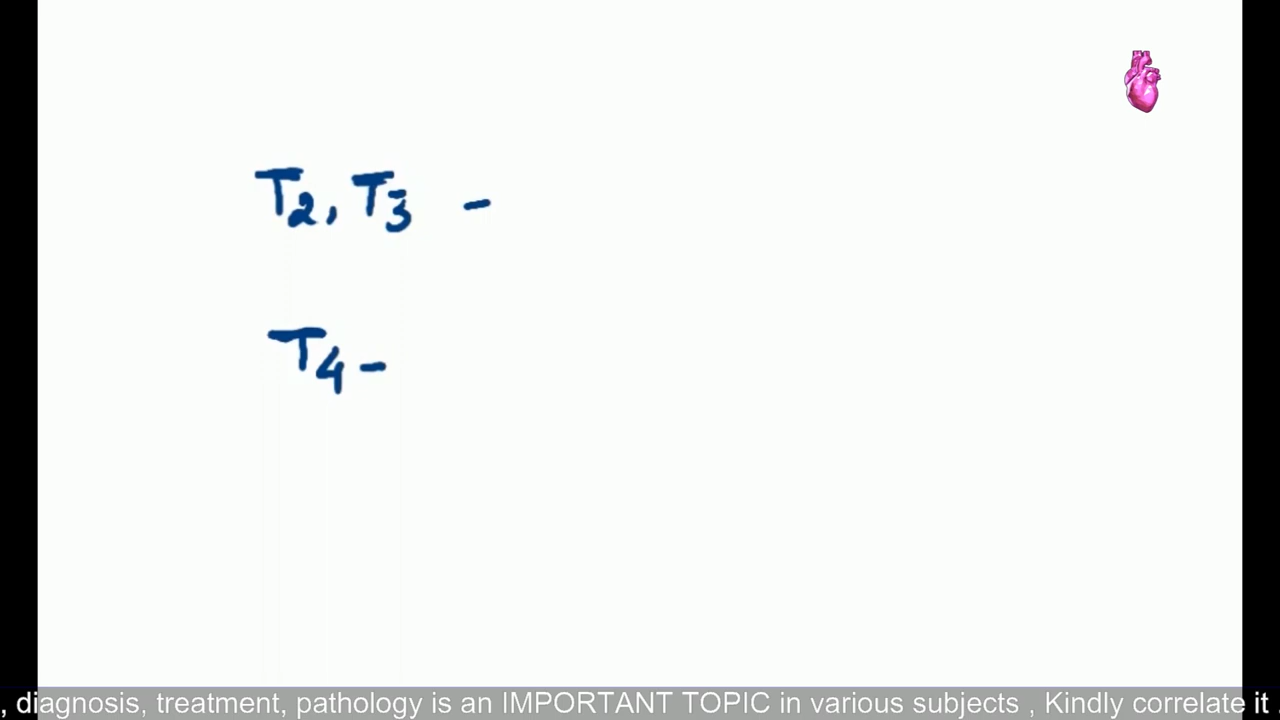 T2, T3 -
T4 -
, diagnosis, treatment, pathology is an IMPORTANT TOPIC in various subjects , Kindly correlate it